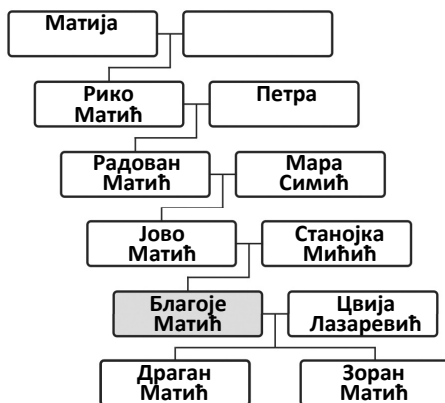 Матија
Рико
Матић
Петра
Радован
Матић
Мара
Симић
Јово
Матић
Станојка
Мићић
Благоје
Матић
Цвија
Лазаревић
Драган
Матић
Зоран
Матић